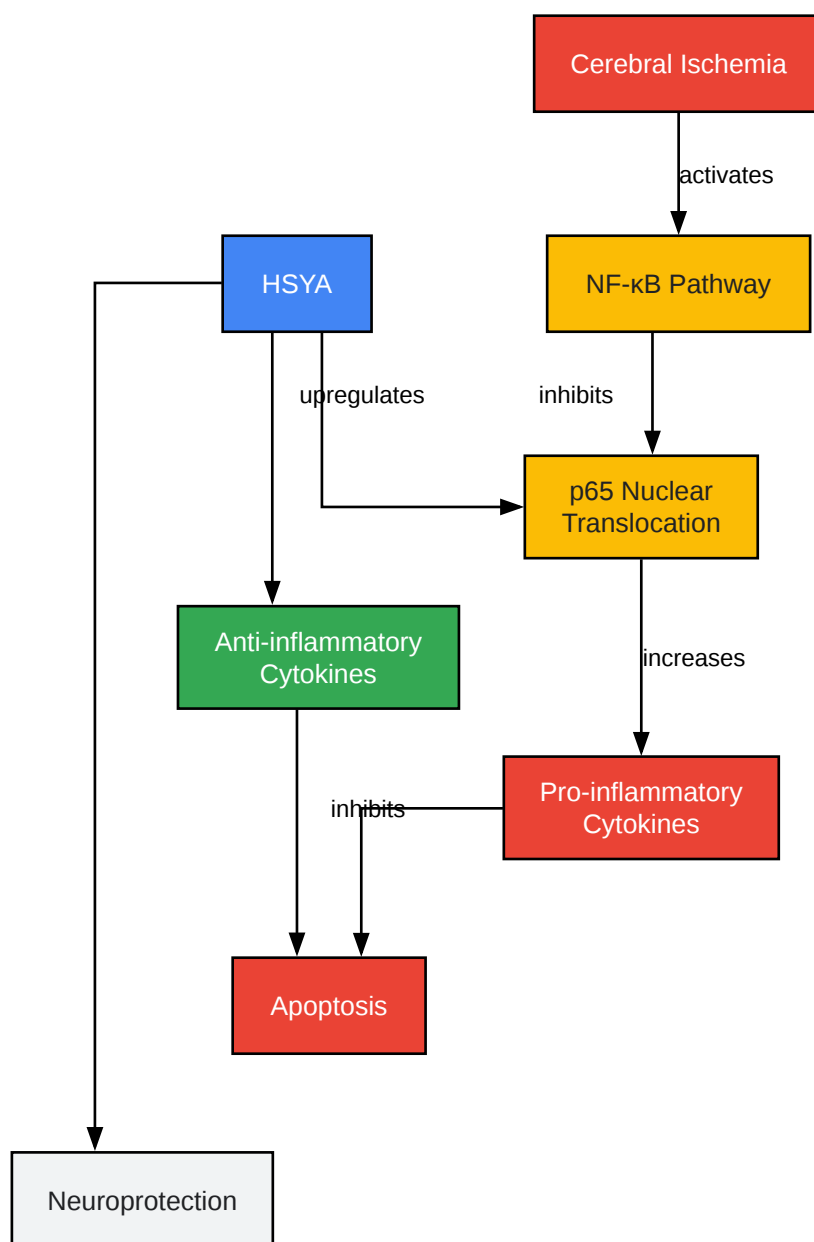 Cerebral Ischemia
activates
HSYA
NF-κB Pathway
upregulates
inhibits
p65 Nuclear
Translocation
Anti-inflammatory
Cytokines
increases
Pro-inflammatory
Cytokines
inhibits
Apoptosis
Neuroprotection